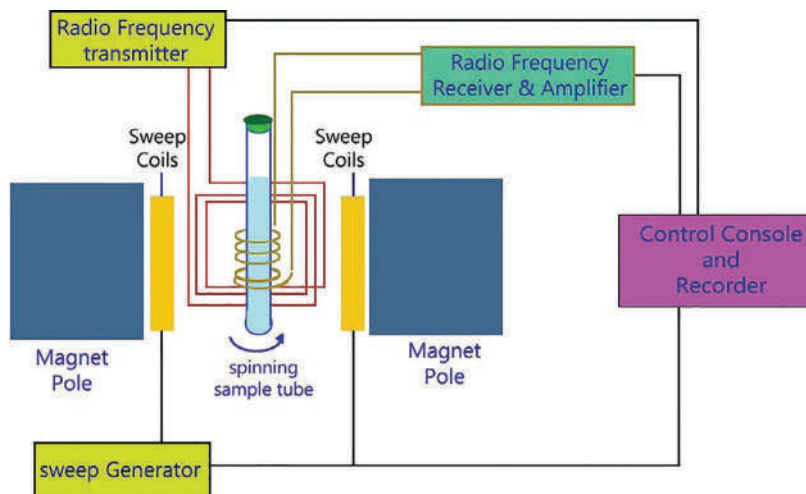 Radio Frequency
transmitter
Radio Frequency
Receiver & Amplifier
Sweep
Coils
Sweep
Coils
Control Console
and
Recorder
Magnet
Pole
spinning
sample tube
Magnet
Pole
sweep Generator